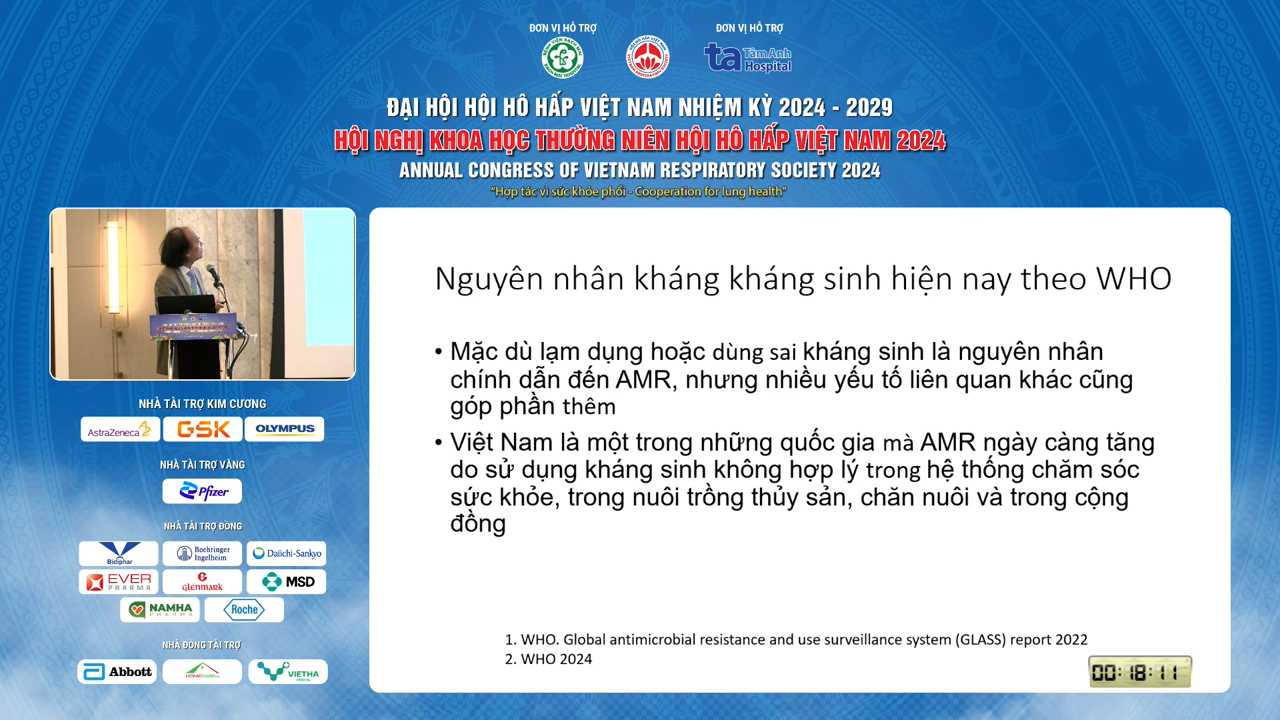 ĐƠN VỊ HỖ TRỢ
ĐƠN VỊ HỖ TRỢ
ta TâmAnh Hospital
ĐẠI HỘI HỘI HÔ HẤP VIỆT NAM NHIỆM KỲ 2024 - 2029
HỘI NGHỊ KHOA HỌC THƯỜNG NIÊN HỘI HÔ HẤP VIỆT NAM 2024
ANNUAL CONGRESS OF VIETNAM RESPIRATORY SOCIETY 2024
“Hợp tác vì sức khỏe phổi - Cooperation for lung health”
Nguyên nhân kháng kháng sinh hiện nay theo WHO
• Mặc dù lạm dụng hoặc dùng sai kháng sinh là nguyên nhân
chính dẫn đến AMR, nhưng nhiều yếu tố liên quan khác cũng
góp phần thêm
• Việt Nam là một trong những quốc gia mà AMR ngày càng tăng
do sử dụng kháng sinh không hợp lý trong hệ thống chăm sóc
sức khỏe, trong nuôi trồng thủy sản, chăn nuôi và trong cộng
đồng
1. WHO. Global antimicrobial resistance and use surveillance system (GLASS) report 2022
2. WHO 2024
00:18:11
NHÀ TÀI TRỢ KIM CƯƠNG
AstraZeneca GSK OLYMPUS
NHÀ TÀI TRỢ VÀNG
Pfizer
NHÀ TÀI TRỢ ĐỒNG
Bidiphar Boehringer Ingelheim Daiichi-Sankyo
EVER PHARMA GLENMARK MSD
NAMHA PHARMA Roche
NHÀ ĐỒNG TÀI TRỢ
Abbott VIETHA